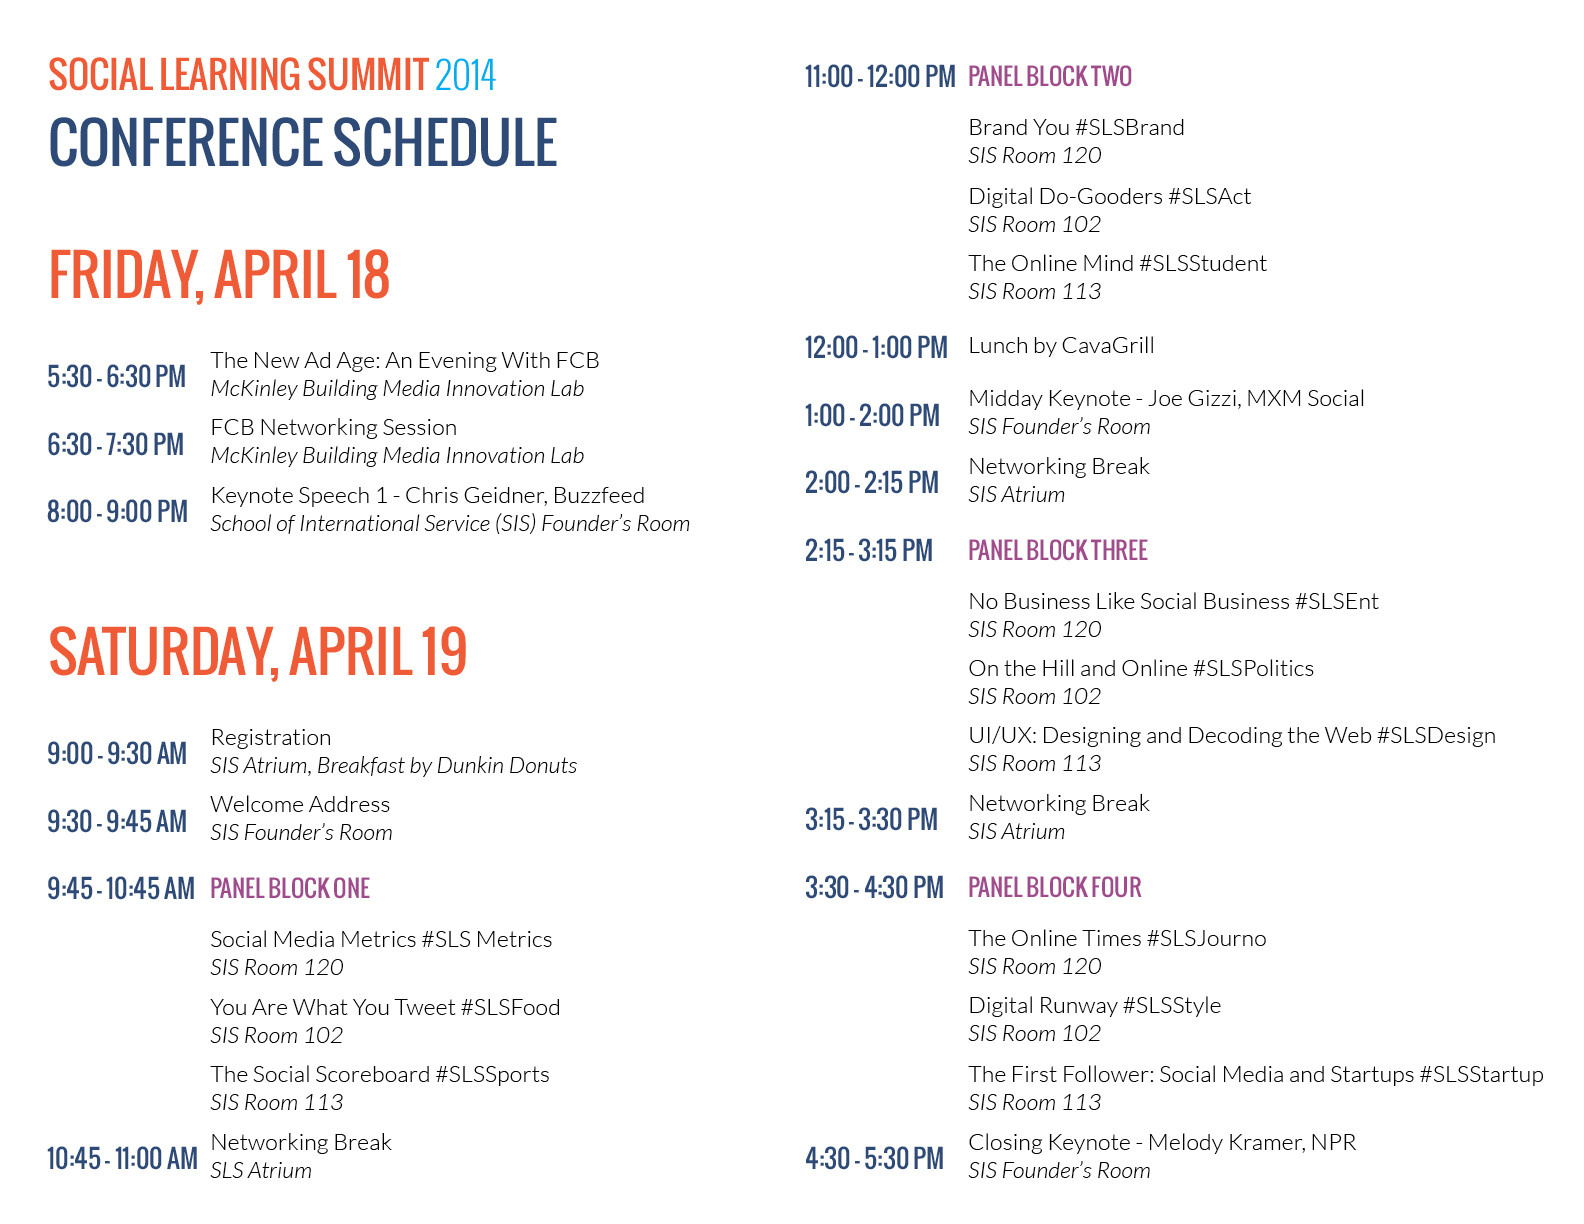 SOCIAL LEARNING SUMMIT 2014
CONFERENCE SCHEDULE
FRIDAY, APRIL 18
5:30 - 6:30 PM The New Ad Age: An Evening With FCB
McKinley Building Media Innovation Lab
6:30 - 7:30 PM FCB Networking Session
McKinley Building Media Innovation Lab
8:00 - 9:00 PM Keynote Speech 1 - Chris Geidner, Buzzfeed
School of International Service (SIS) Founder’s Room
SATURDAY, APRIL 19
9:00 - 9:30 AM Registration
SIS Atrium, Breakfast by Dunkin Donuts
9:30 - 9:45 AM Welcome Address
SIS Founder’s Room
9:45 - 10:45 AM PANEL BLOCK ONE
Social Media Metrics #SLS Metrics
SIS Room 120
You Are What You Tweet #SLSFood
SIS Room 102
The Social Scoreboard #SLSSports
SIS Room 113
10:45 - 11:00 AM Networking Break
SLS Atrium
11:00 - 12:00 PM PANEL BLOCK TWO
Brand You #SLSBrand
SIS Room 120
Digital Do-Gooders #SLSAct
SIS Room 102
The Online Mind #SLSStudent
SIS Room 113
12:00 - 1:00 PM Lunch by CavaGrill
1:00 - 2:00 PM Midday Keynote - Joe Gizzi, MXM Social
SIS Founder’s Room
2:00 - 2:15 PM Networking Break
SIS Atrium
2:15 - 3:15 PM PANEL BLOCK THREE
No Business Like Social Business #SLSEnt
SIS Room 120
On the Hill and Online #SLSPolitics
SIS Room 102
UI/UX: Designing and Decoding the Web #SLSDesign
SIS Room 113
3:15 - 3:30 PM Networking Break
SIS Atrium
3:30 - 4:30 PM PANEL BLOCK FOUR
The Online Times #SLSJourno
SIS Room 120
Digital Runway #SLSStyle
SIS Room 102
The First Follower: Social Media and Startups #SLSStartup
SIS Room 113
4:30 - 5:30 PM Closing Keynote - Melody Kramer, NPR
SIS Founder’s Room